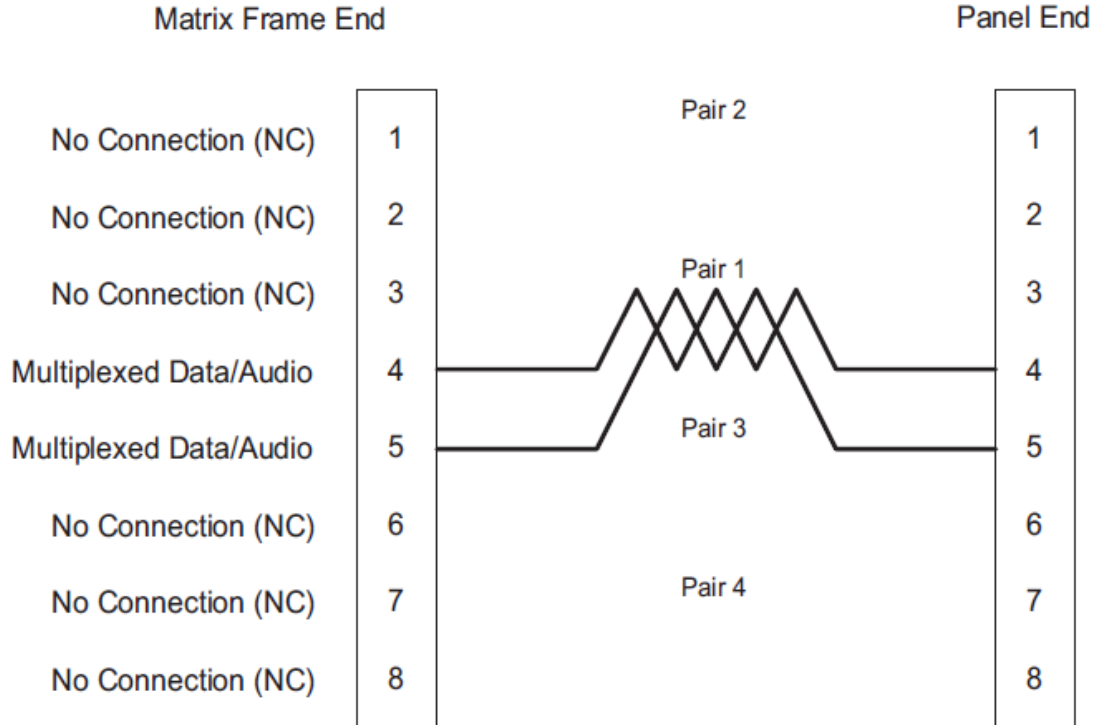 Matrix Frame End
Panel End
Pair 2
No Connection (NC) 1 1
No Connection (NC) 2 2
Pair 1
No Connection (NC) 3 3
Multiplexed Data/Audio 4 4
Pair 3
Multiplexed Data/Audio 5 5
No Connection (NC) 6 6
Pair 4
No Connection (NC) 7 7
No Connection (NC) 8 8